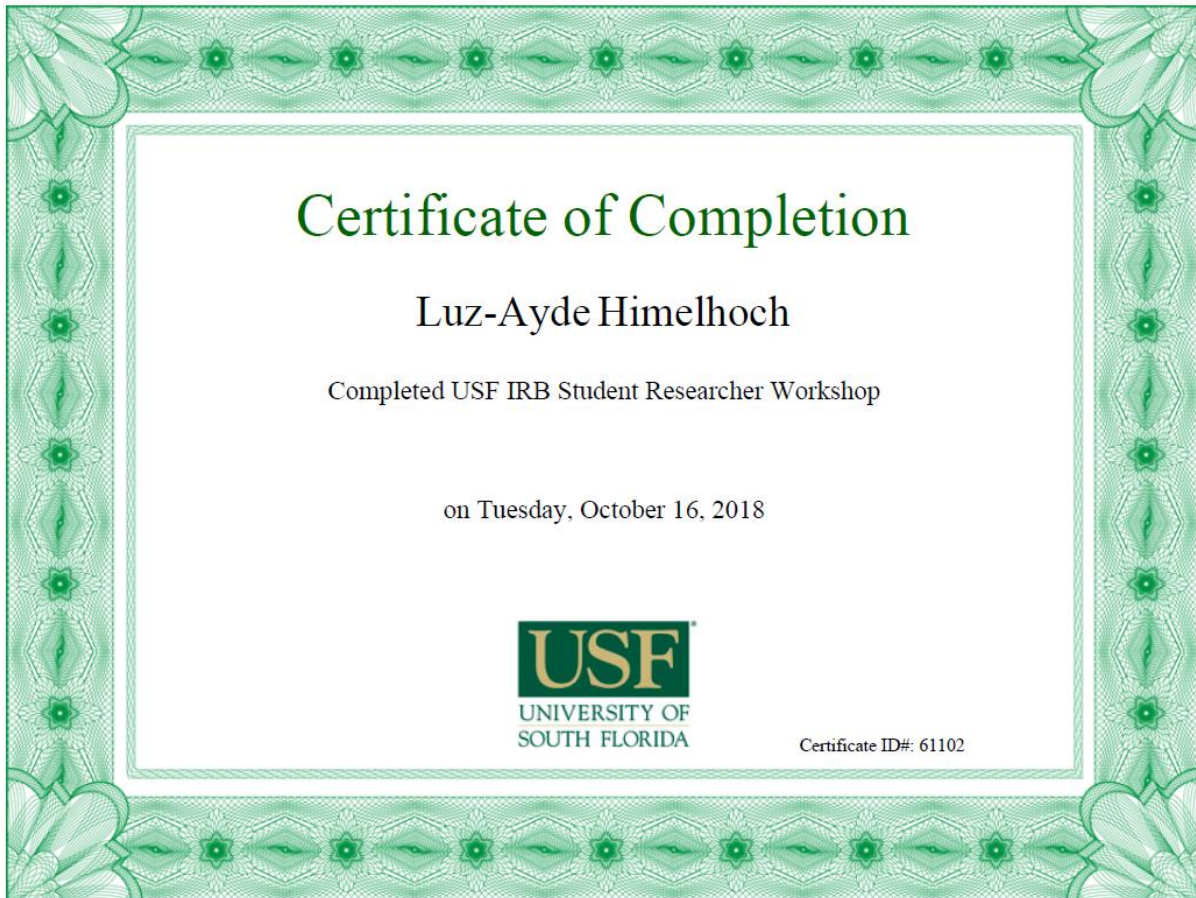 Certificate of Completion
Luz-Ayde Himelhoch
Completed USF IRB Student Researcher Workshop
on Tuesday, October 16, 2018
USF
UNIVERSITY OF
SOUTH FLORIDA
Certificate ID#: 61102